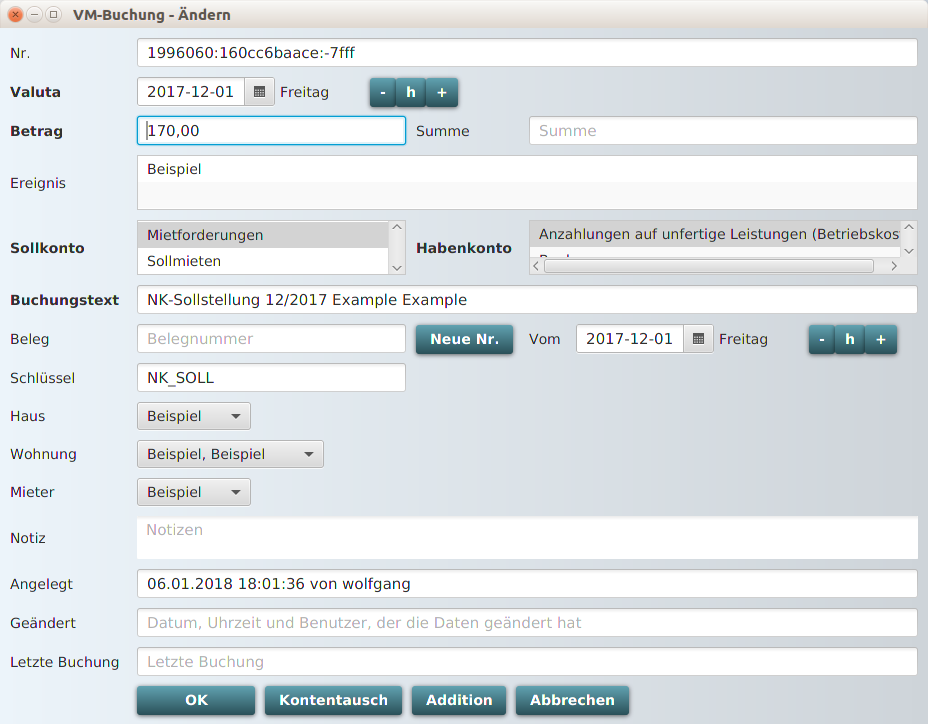 VM-Buchung - Ändern
Nr. 1996060:160cc6baace:-7fff
Valuta 2017-12-01 Freitag - h +
Betrag 170,00 Summe Summe
Ereignis Beispiel
Sollkonto Mietforderungen Habenkonto Anzahlungen auf unfertige Leistungen (Betriebskos
Sollmieten
Buchungstext NK-Sollstellung 12/2017 Example Example
Beleg Belegnummer Neue Nr. Vom 2017-12-01 Freitag - h +
Schlüssel NK_SOLL
Haus Beispiel
Wohnung Beispiel, Beispiel
Mieter Beispiel
Notiz Notizen
Angelegt 06.01.2018 18:01:36 von wolfgang
Geändert Datum, Uhrzeit und Benutzer, der die Daten geändert hat
Letzte Buchung Letzte Buchung
OK Kontentausch Addition Abbrechen